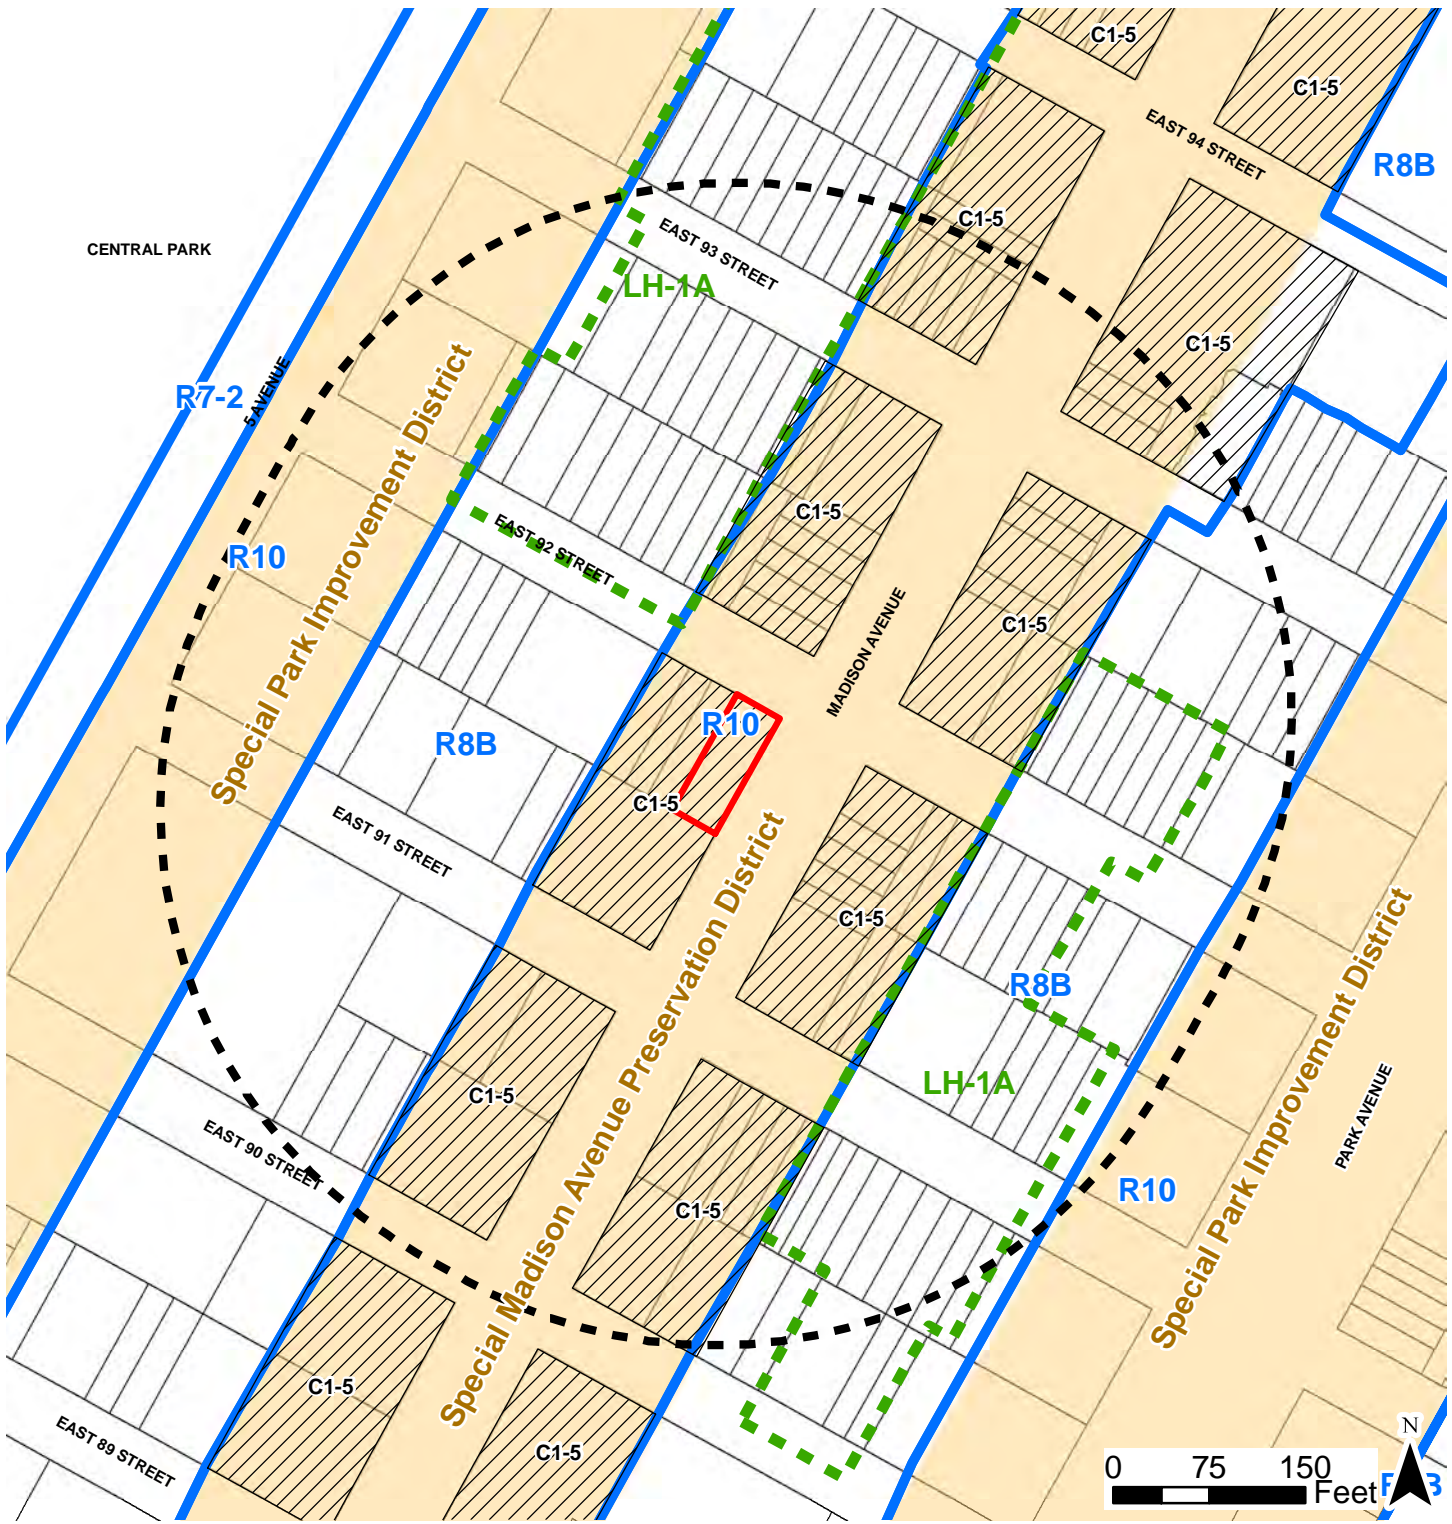 C1-5
C1-5
EAST 94 STREET
R8B
C1-5
CENTRAL PARK
EAST 93 STREET
LH-1A
C1-5
R7-2
5 AVENUE
Special Park Improvement District
C1-5
EAST 92 STREET
R10
MADISON AVENUE
C1-5
R10
R8B
C1-5
EAST 91 STREET
C1-5
Special Madison Avenue Preservation District
R8B
LH-1A
C1-5
EAST 90 STREET
PARK AVENUE
Special Park Improvement District
R10
C1-5
C1-5
EAST 89 STREET
C1-5
N
0 75 150
Feet